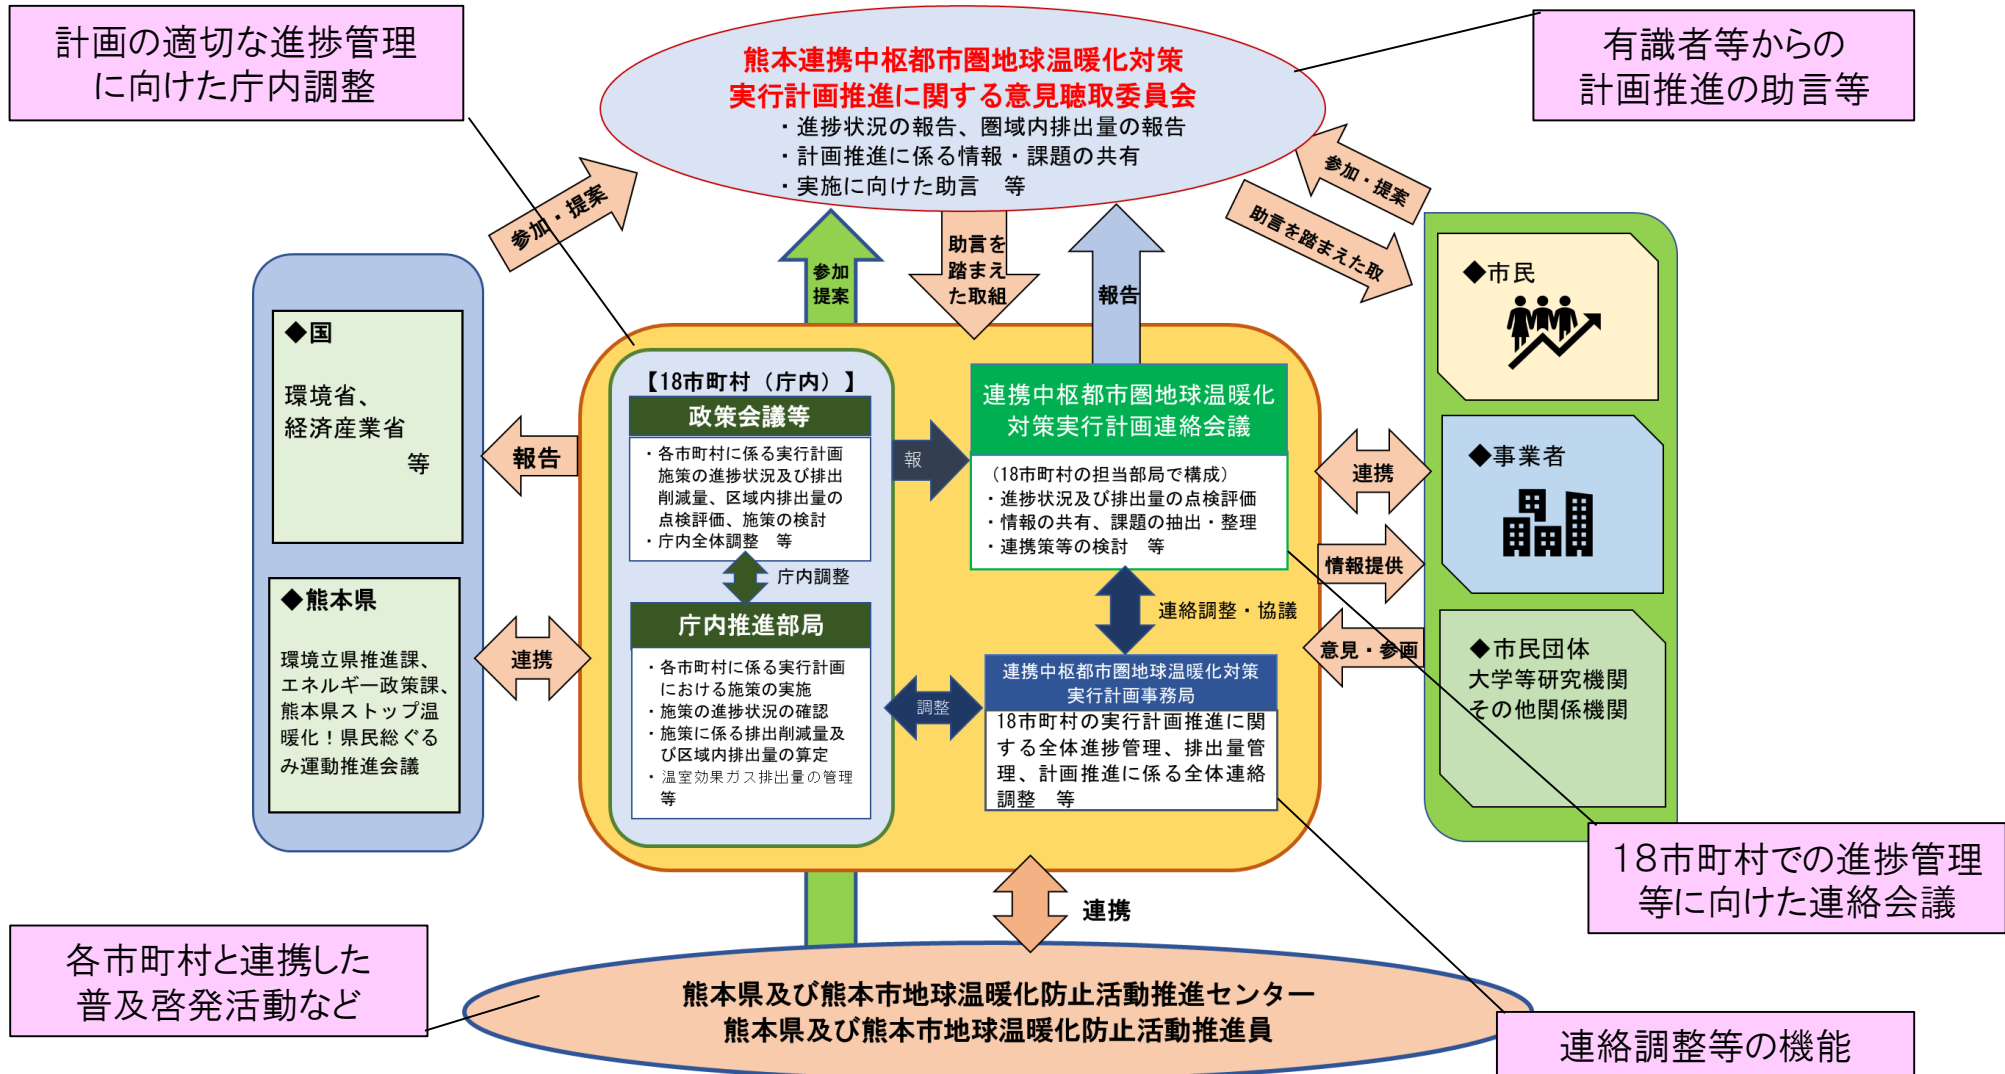 計画の適切な進捗管理
に向けた庁内調整
熊本連携中枢都市圏地球温暖化対策
実行計画推進に関する意見聴取委員会
・進捗状況の報告、圏域内排出量の報告
・計画推進に係る情報・課題の共有
・実施に向けた助言　等
有識者等からの
計画推進の助言等
参加・提案
参加
提案
助言を
踏まえ
た取組
報告
参加・提案
助言を踏まえた取
◆国
環境省、
経済産業省
等
◆熊本県
環境立県推進課、
エネルギー政策課、
熊本県ストップ温
暖化！県民総ぐる
み運動推進会議
報告
連携
【18市町村（庁内）】
政策会議等
・各市町村に係る実行計画
施策の進捗状況及び排出
削減量、区域内排出量の
点検評価、施策の検討
・庁内全体調整　等
庁内調整
庁内推進部局
・各市町村に係る実行計画
における施策の実施
・施策の進捗状況の確認
・施策に係る排出削減量及
び区域内排出量の算定
・温室効果ガス排出量の管理
等
報
調整
連携中枢都市圏地球温暖化
対策実行計画連絡会議
（18市町村の担当部局で構成）
・進捗状況及び排出量の点検評価
・情報の共有、課題の抽出・整理
・連携策等の検討　等
連絡調整・協議
連携中枢都市圏地球温暖化対策
実行計画事務局
18市町村の実行計画推進に関
する全体進捗管理、排出量管
理、計画推進に係る全体連絡
調整　等
連携
情報提供
意見・参画
◆市民
◆事業者
◆市民団体
大学等研究機関
その他関係機関
18市町村での進捗管理
等に向けた連絡会議
連携
各市町村と連携した
普及啓発活動など
熊本県及び熊本市地球温暖化防止活動推進センター
熊本県及び熊本市地球温暖化防止活動推進員
連絡調整等の機能